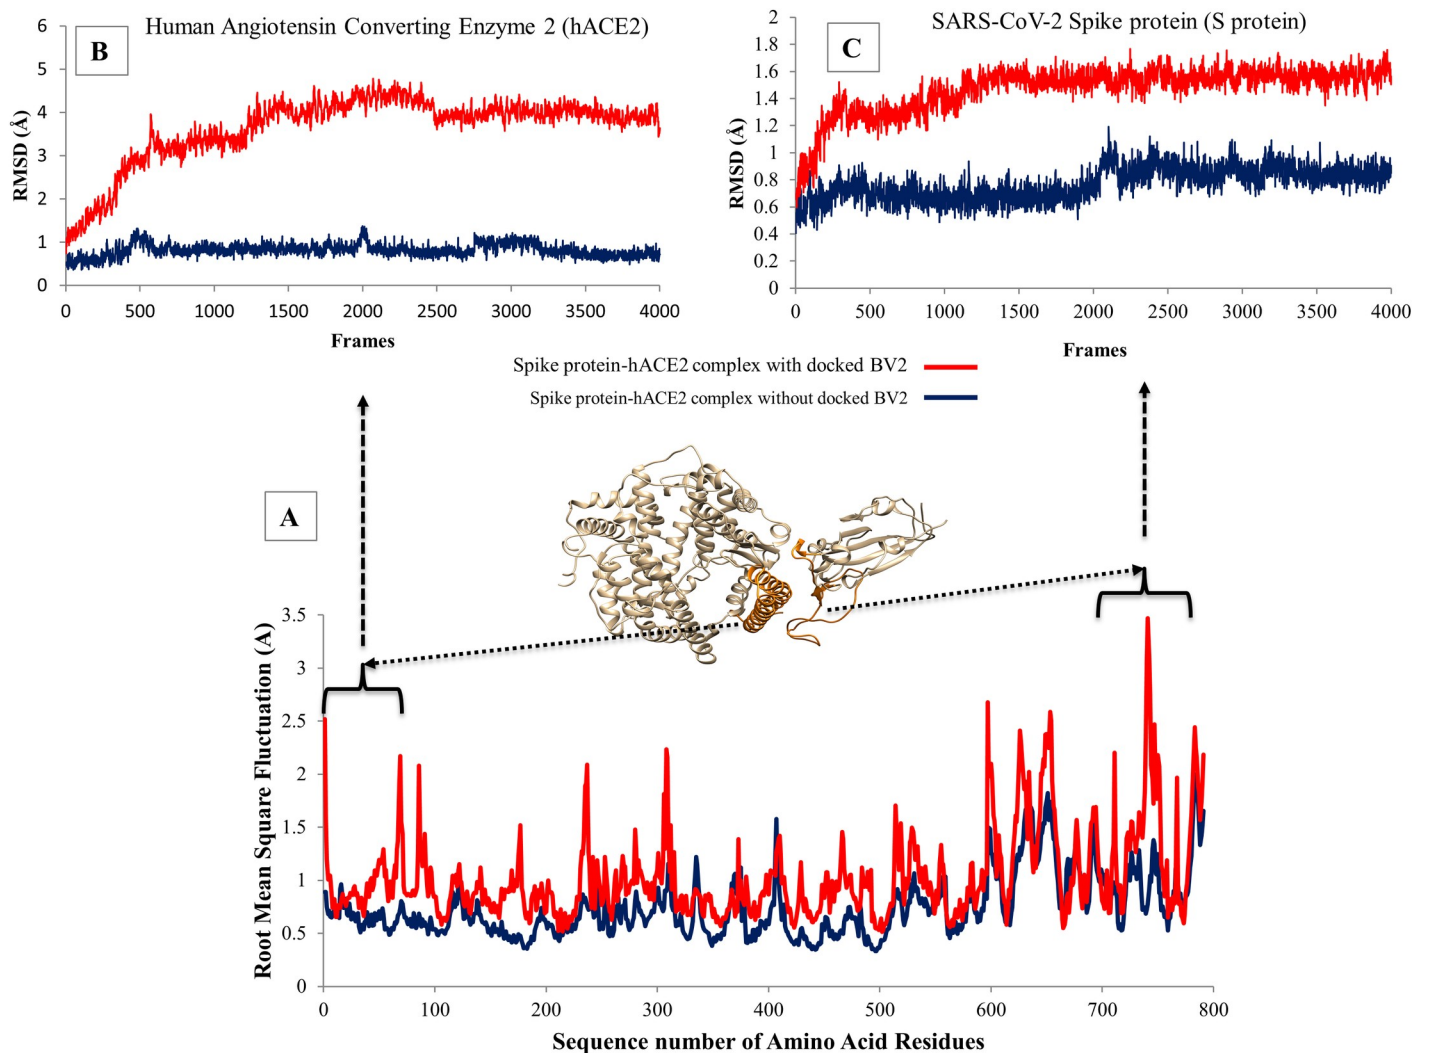 Human Angiotensin Converting Enzyme 2 (hACE2)
B
RMSD (Å)
6
5
4
3
2
1
0
0 500 1000 1500 2000 2500 3000 3500 4000
Frames
SARS-CoV-2 Spike protein (S protein)
C
RMSD (Å)
2
1.8
1.6
1.4
1.2
1
0.8
0.6
0.4
0.2
0
0 500 1000 1500 2000 2500 3000 3500 4000
Frames
Spike protein-hACE2 complex with docked BV2
Spike protein-hACE2 complex without docked BV2
A
Root Mean Square Fluctuation (A)
3.5
3
2.5
2
1.5
1
0.5
0
0 100 200 300 400 500 600 700 800
Sequence number of Amino Acid Residues